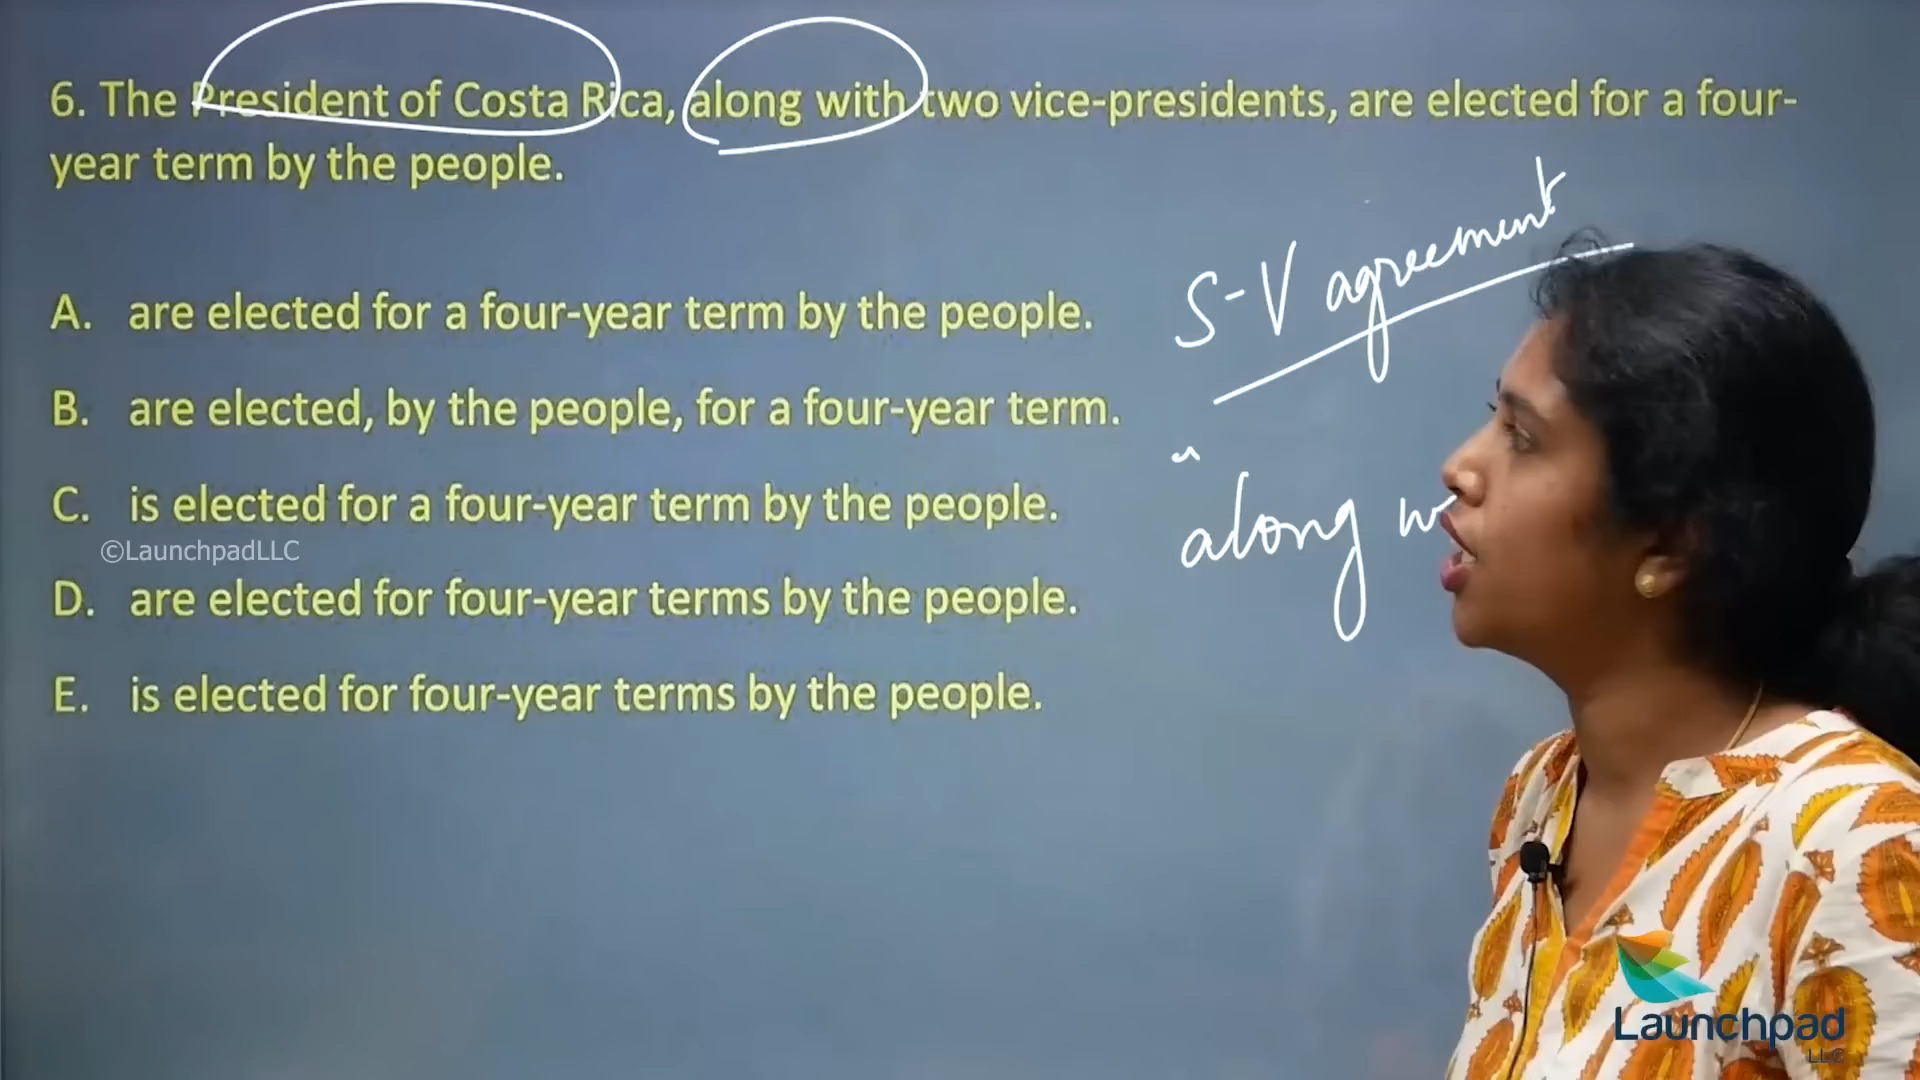 6. The President of Costa Rica, along with two vice-presidents, are elected for a four-
year term by the people.
S-V agreement
A. are elected for a four-year term by the people.
B. are elected, by the people, for a four-year term.
along w
C. is elected for a four-year term by the people.
©LaunchpadLLC
D. are elected for four-year terms by the people.
E. is elected for four-year terms by the people.
Launchpad
LLC